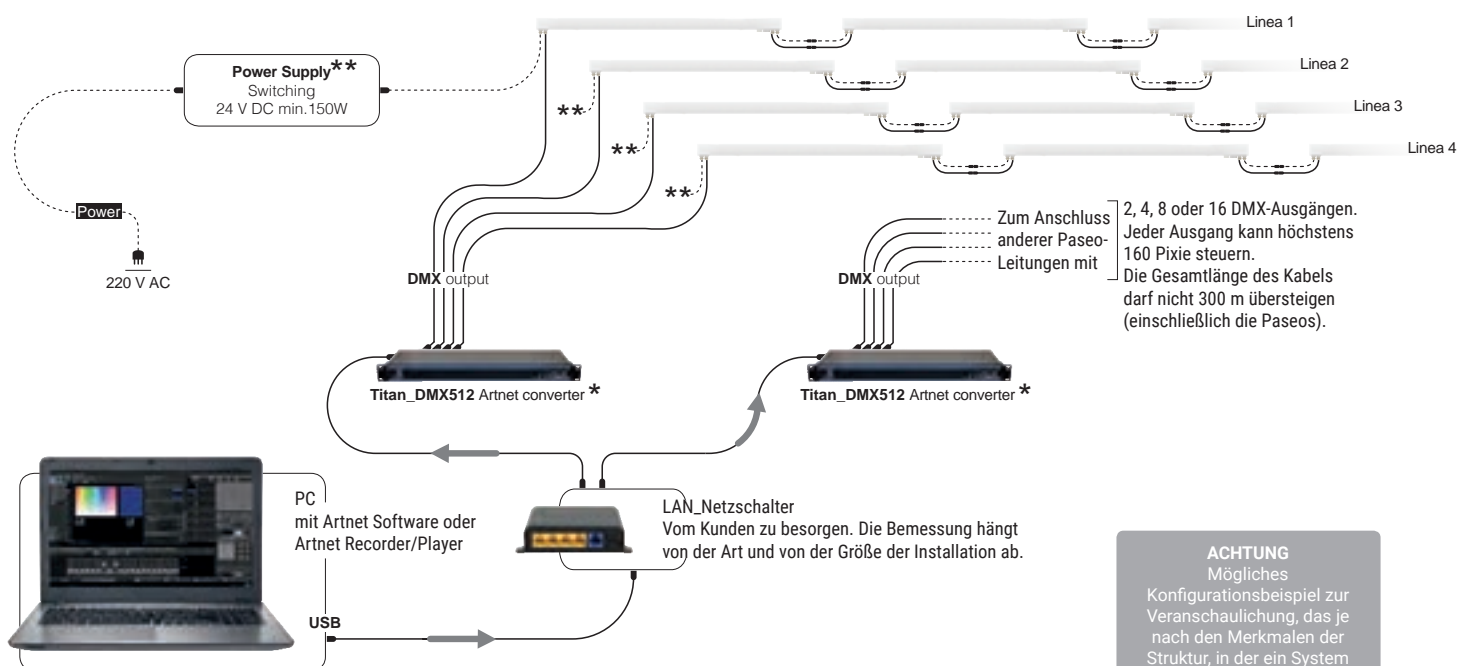 Linea 1
Linea 2
Linea 3
Linea 4
Power Supply**
Switching
24 V DC min.150W
**
**
**
Power
220 V AC
DMX output
DMX output
Zum Anschluss
anderer Paseo-
Leitungen mit
2, 4, 8 oder 16 DMX-Ausgängen.
Jeder Ausgang kann höchstens
160 Pixie steuern.
Die Gesamtlänge des Kabels
darf nicht 300 m übersteigen
(einschließlich die Paseos).
Titan_DMX512 Artnet converter *
Titan_DMX512 Artnet converter *
PC
mit Artnet Software oder
Artnet Recorder/Player
USB
LAN_Netzschalter
Vom Kunden zu besorgen. Die Bemessung hängt
von der Art und von der Größe der Installation ab.
ACHTUNG
Mögliches
Konfigurationsbeispiel zur
Veranschaulichung, das je
nach den Merkmalen der
Struktur, in der ein System